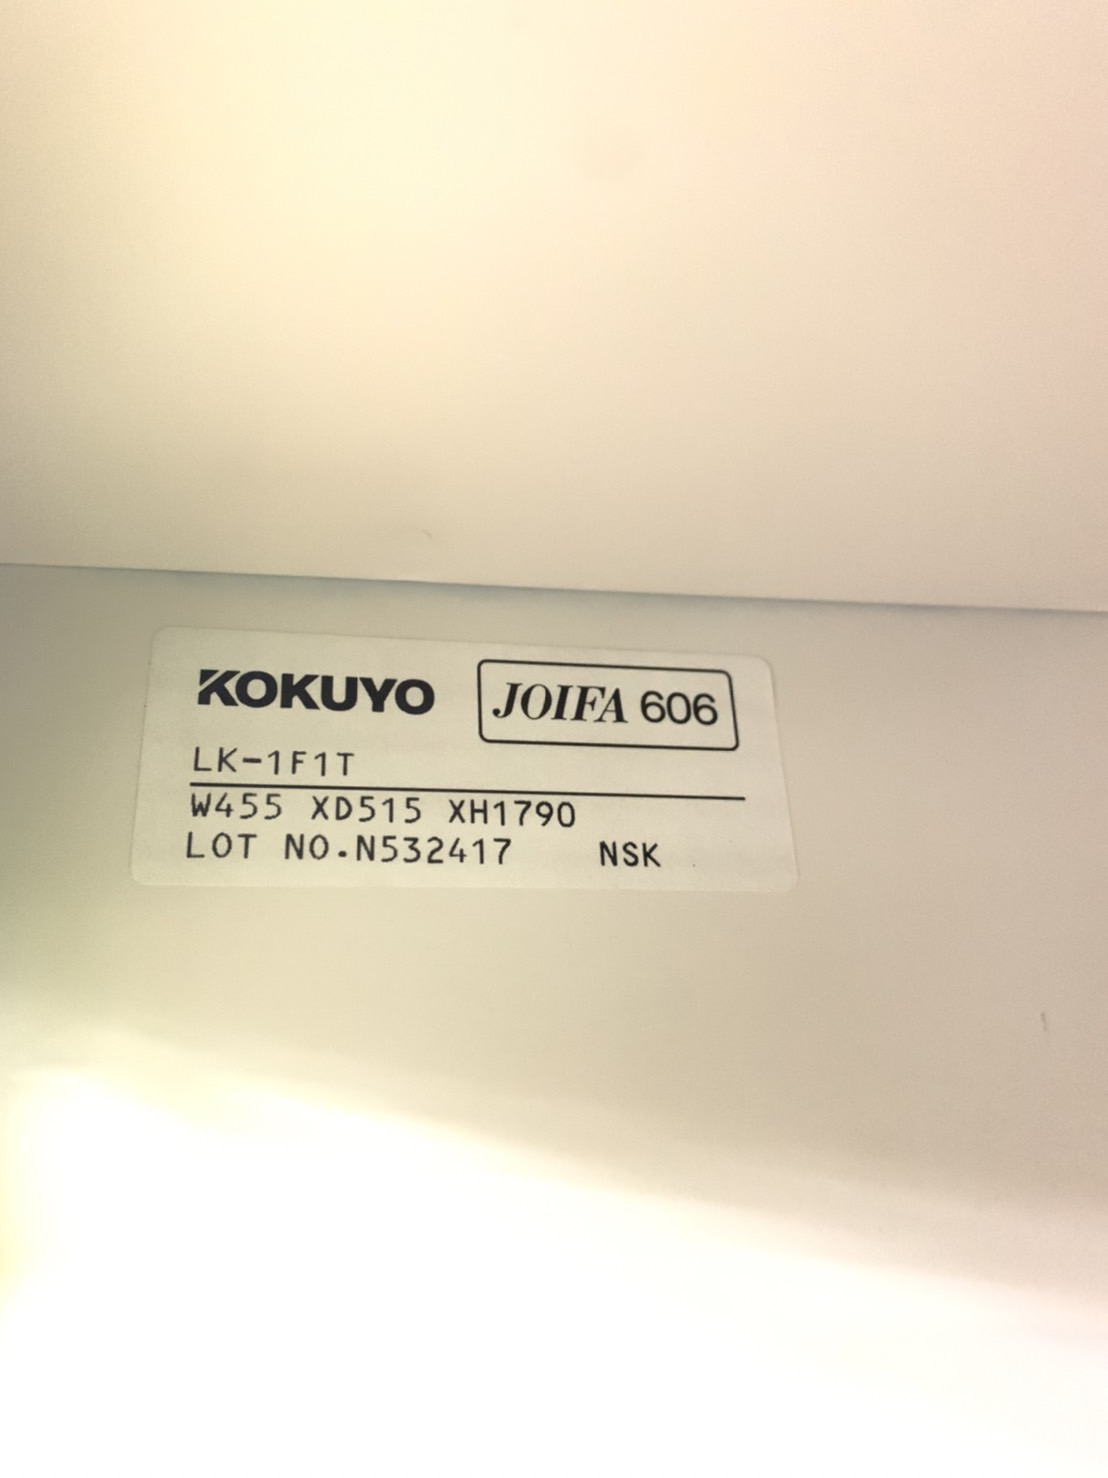 KOKUYO JOIFA 606
LK-1F1T
W455 XD515 XH1790
LOT NO.N532417 NSK